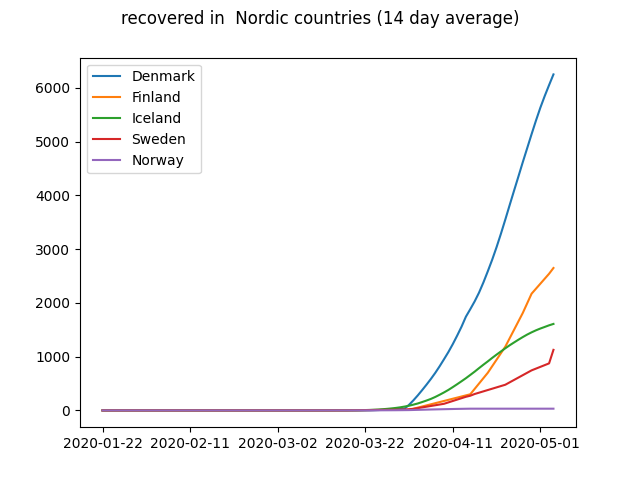 recovered in  Nordic countries (14 day average)
Denmark
Finland
Iceland
Sweden
Norway
6000
5000
4000
3000
2000
1000
0
2020-01-22 2020-02-11 2020-03-02 2020-03-22 2020-04-11 2020-05-01